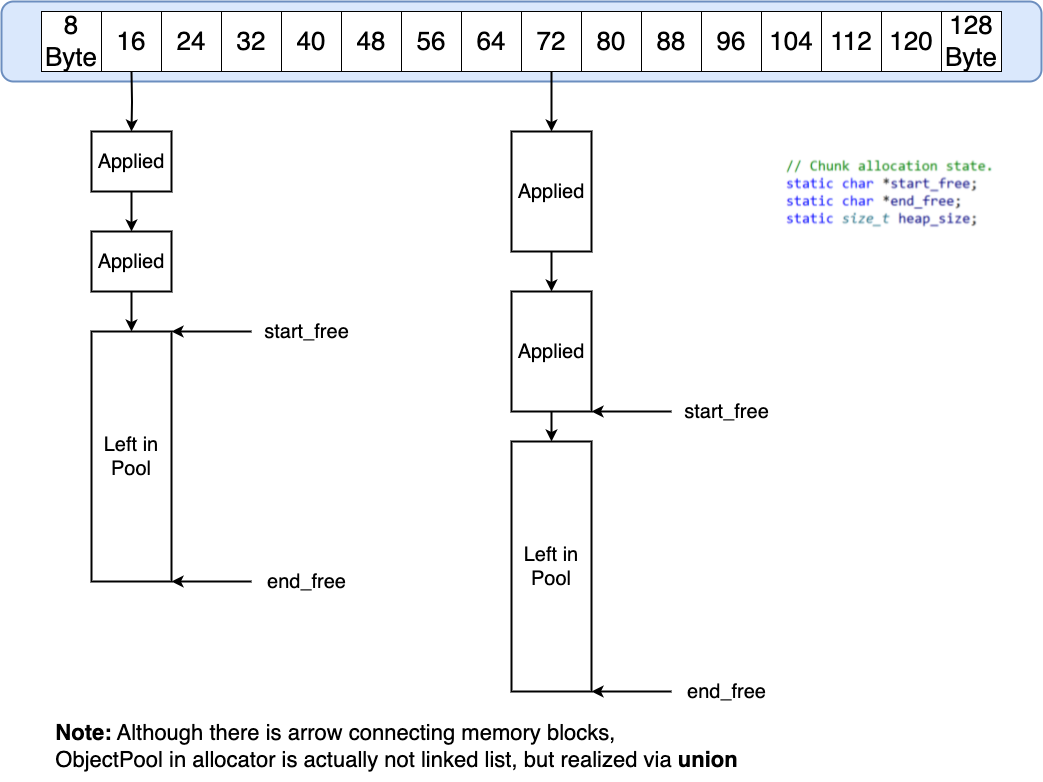 8
Byte
16
24
32
40
48
56
64
72
80
88
96
104
112
120
128
Byte
Applied
Applied
start_free
Left in
Pool
end_free
Applied
Applied
start_free
Left in
Pool
end_free
// Chunk allocation state.
static char *start_free;
static char *end_free;
static size_t heap_size;
Note: Although there is arrow connecting memory blocks,
ObjectPool in allocator is actually not linked list, but realized via union